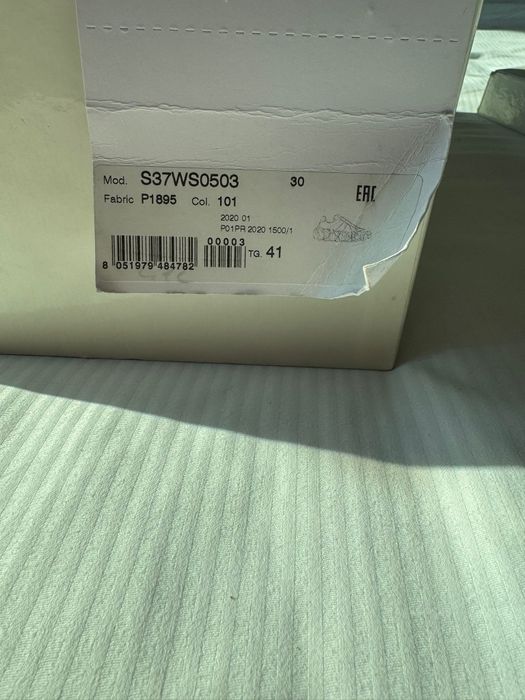 Mod. S37WS0503 30
Fabric P1895 Col. 101
EAC
2020 01
P01PR 2020 1500/1
00003
TG. 41
8 051979 484782